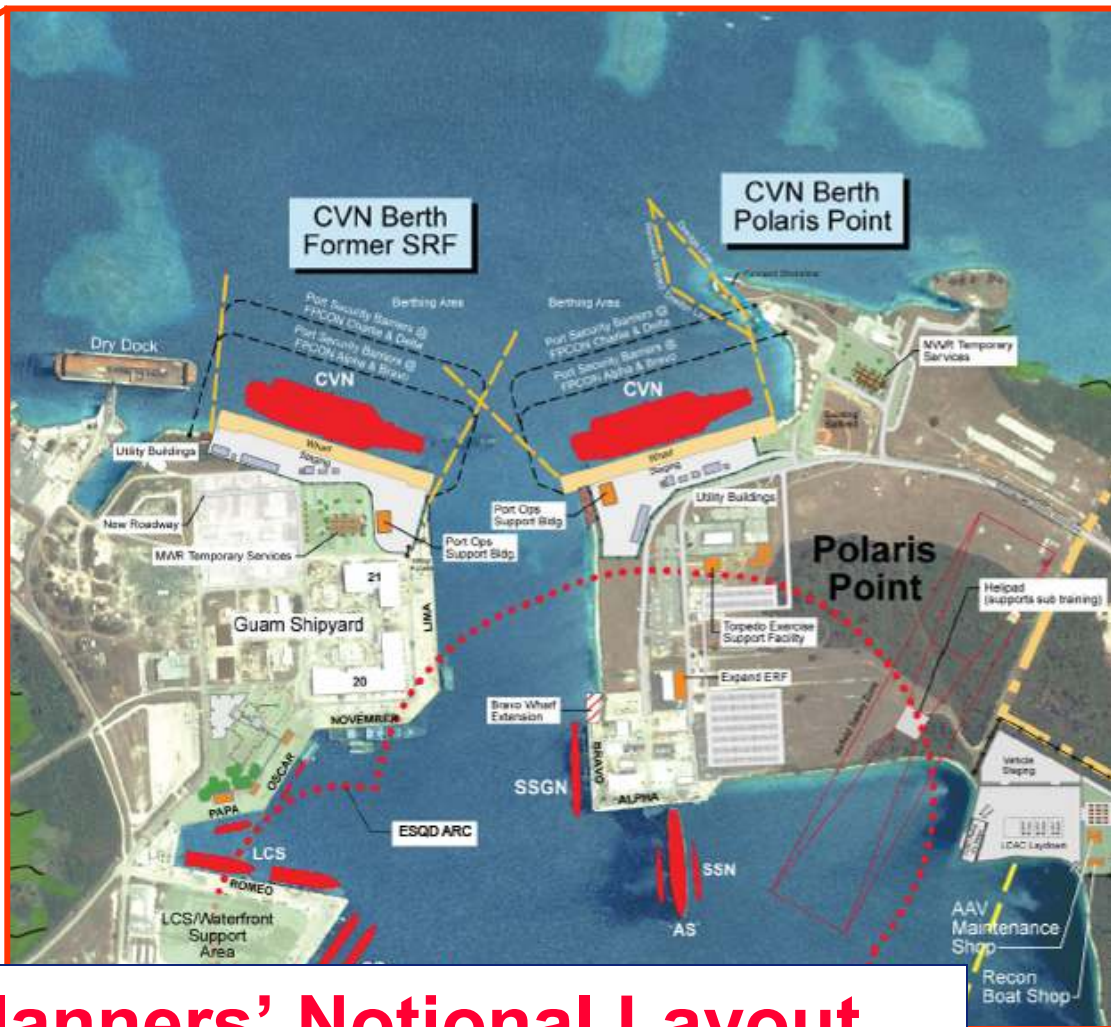 CVN Berth
Former SRF
CVN Berth
Polaris Point
Port Security Barriers @
FPCON Charlie & Delta
Berthing Area
Port Security Barriers @
FPCON Alpha & Bravo
CVN
Berthing Area
Port Security Barriers @
FPCON Charlie & Delta
Port Security Barriers @
FPCON Alpha & Bravo
CVN
Dry Dock
MWR Temporary
Services
Utility Buildings
Wharf
Staging
Wharf
Staging
New Roadway
MWR Temporary Services
Port Ops
Support Bldg.
Port Ops
Support Bldg.
Utility Buildings
Polaris
Point
Helipad
(supports sub training)
21
Guam Shipyard
LIMA
20
NOVEMBER
Torpedo Exercise
Support Facility
Expand ERF
Bravo Wharf
Extension
BRAVO
SSGN
ALPHA
OSCAR
PAPA
ESQD ARC
LCS
ROMEO
LCS/Waterfront
Support
Area
SSN
AS
Vehicle
Staging
LCAC Laydown
AAV
Maintenance
Shop
Recon
Boat Shop
lanners' Notional Layout